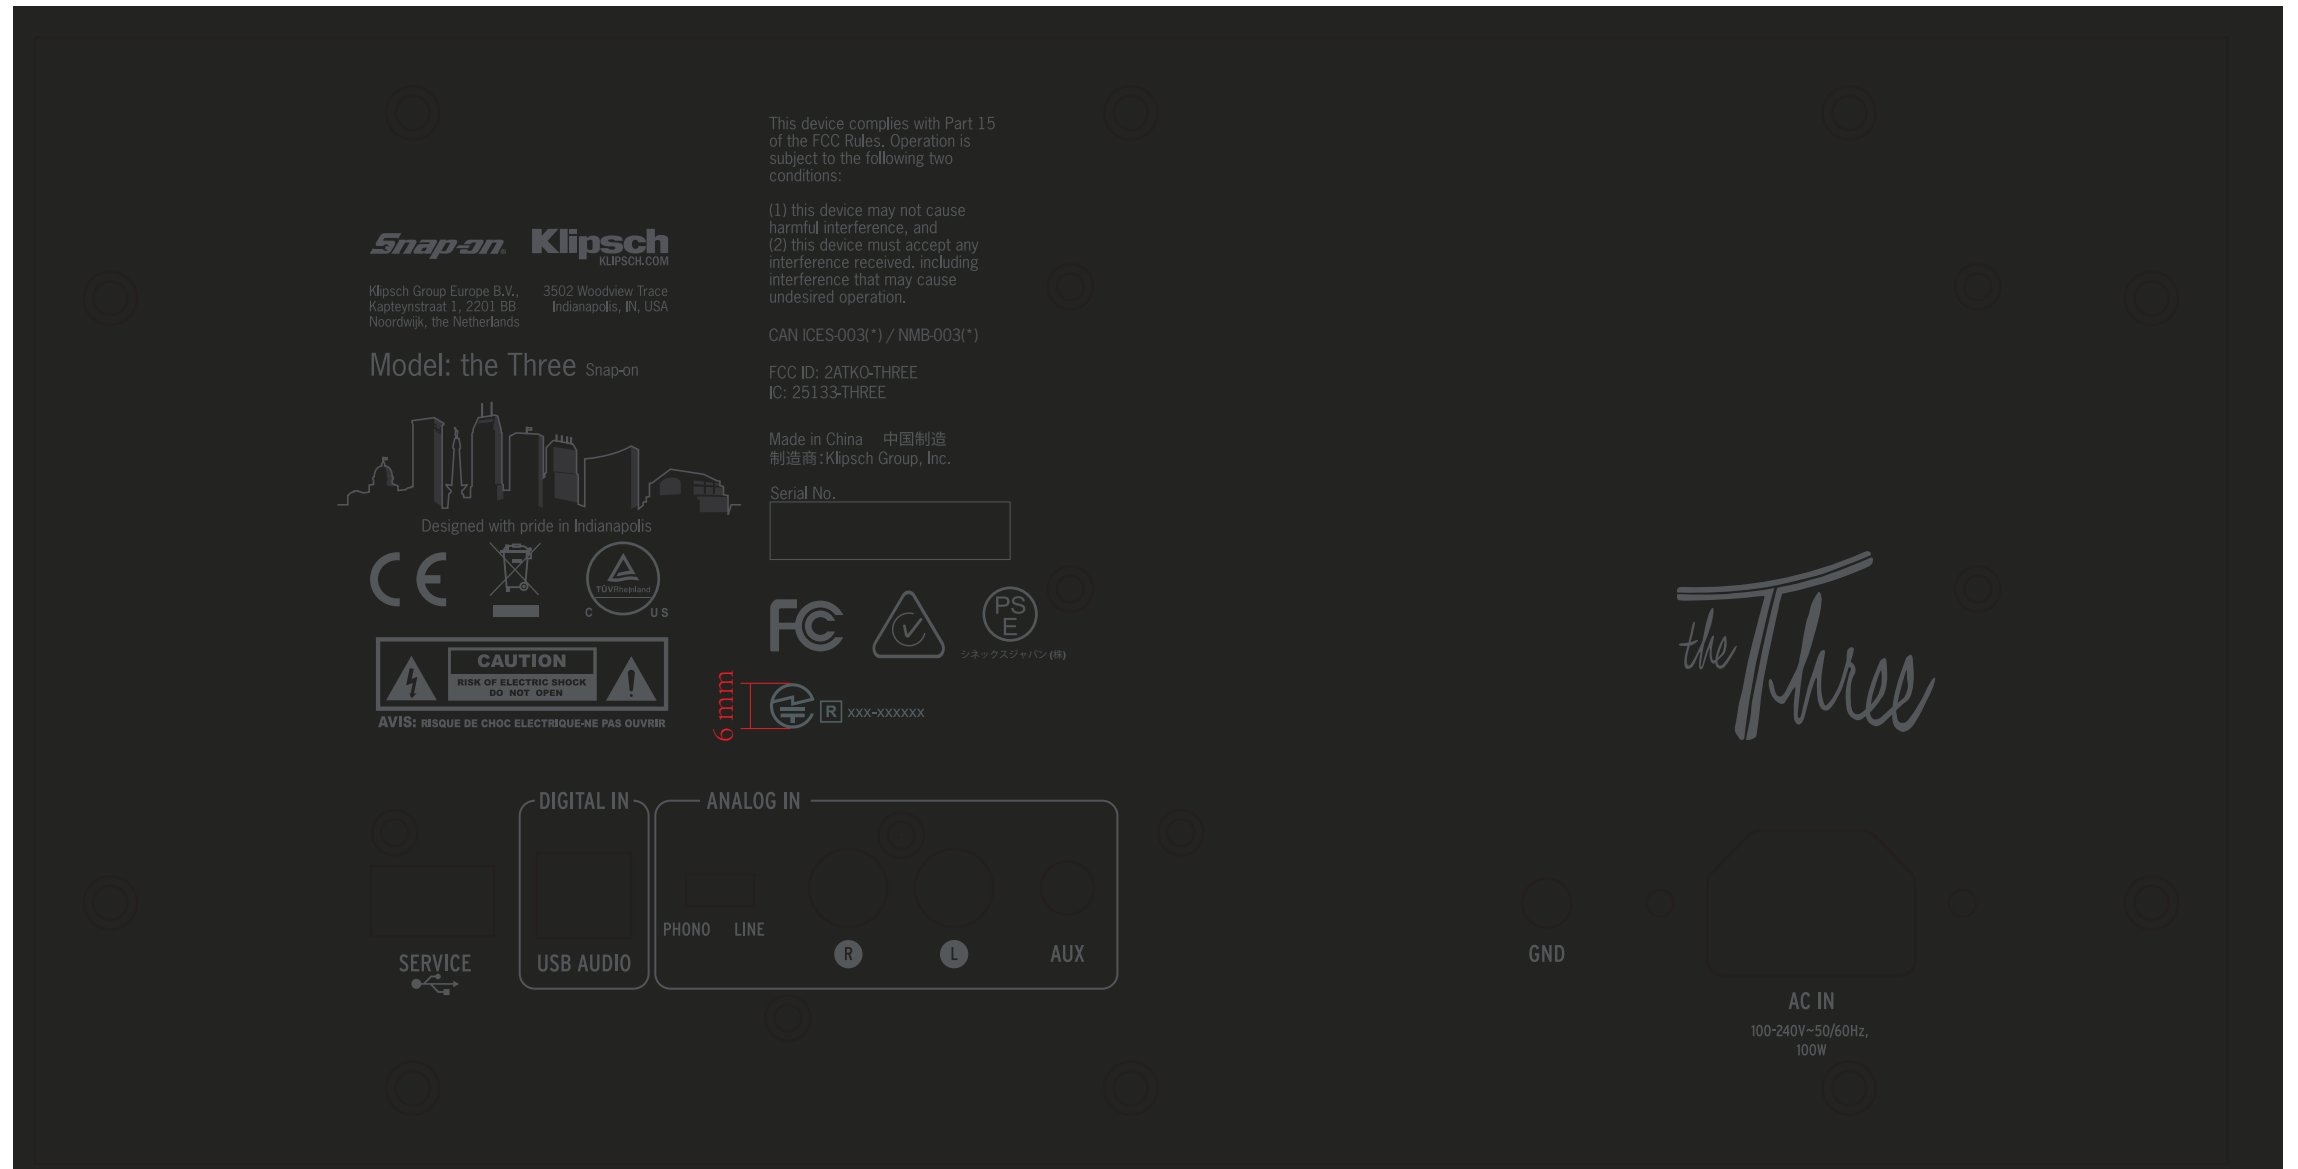 Snap-on®
Klipsch
KLIPSCH.COM
Klipsch Group Europe B.V.,
Kapteynstraat 1, 2201 BB
Noordwijk, the Netherlands
3502 Woodview Trace
Indianapolis, IN, USA
Model: the Three Snap-on
Designed with pride in Indianapolis
CE
TÜVRheinland
C US
CAUTION
RISK OF ELECTRIC SHOCK
DO NOT OPEN
AVIS: RISQUE DE CHOC ELECTRIQUE-NE PAS OUVRIR
This device complies with Part 15
of the FCC Rules. Operation is
subject to the following two
conditions:
(1) this device may not cause
harmful interference, and
(2) this device must accept any
interference received. including
interference that may cause
undesired operation.
CAN ICES-003(*) / NMB-003(*)
FCC ID: 2ATKO-THREE
IC: 25133-THREE
Made in China 中国制造
制造商：Klipsch Group, Inc.
Serial No.
FC
PS
E
シネックスジャパン (株)
6 mm
R xxx-xxxxxx
the Three
DIGITAL IN
ANALOG IN
PHONO LINE
SERVICE
USB AUDIO
R
L
AUX
GND
AC IN
100-240V~50/60Hz,
100W